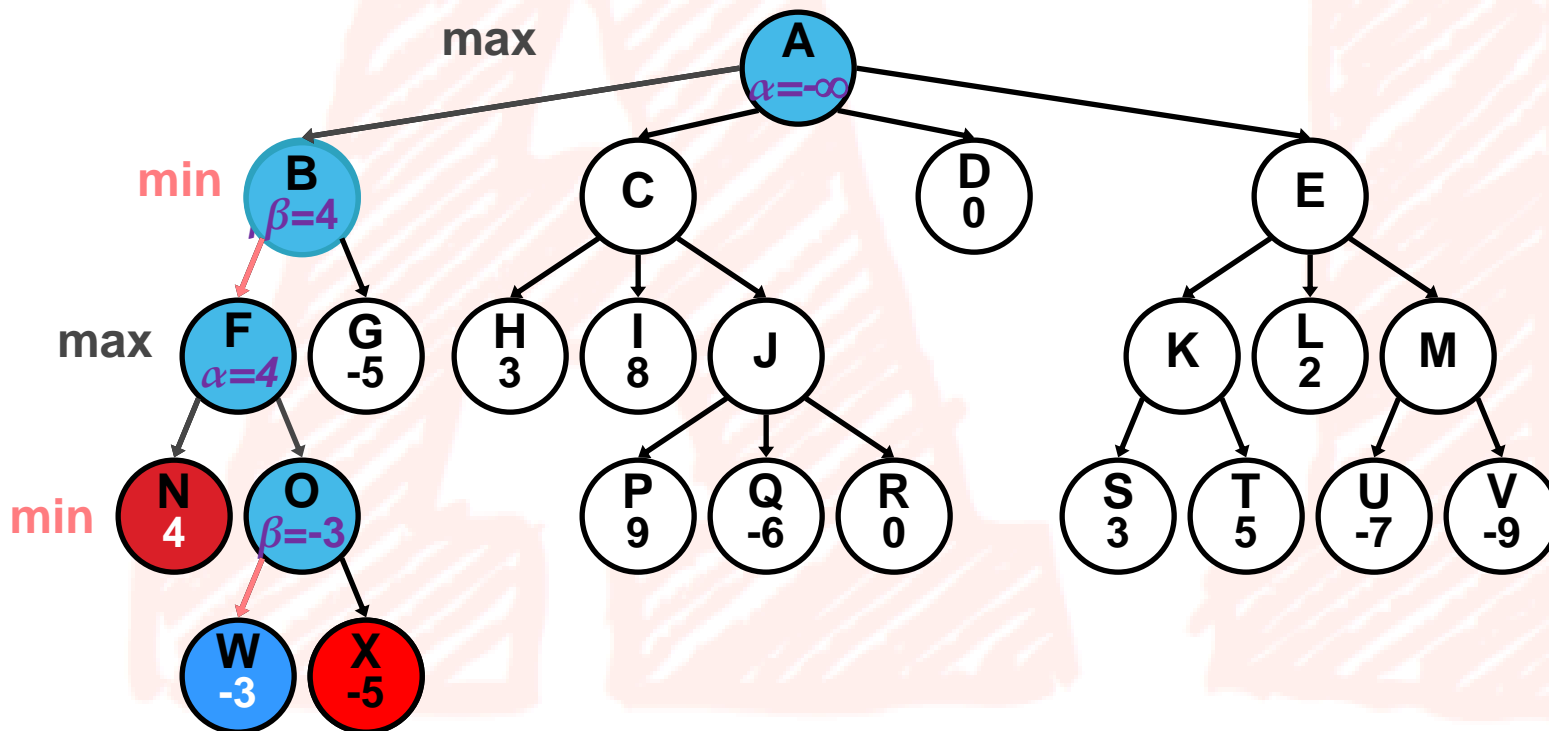 max
A
α=-∞
min
B
β=4
C
D
0
E
max
F
α=4
G
-5
H
3
I
8
J
K
L
2
M
min
N
4
O
β=-3
P
9
Q
-6
R
0
S
3
T
5
U
-7
V
-9
W
-3
X
-5